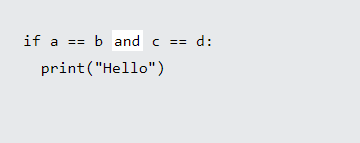 if a == b and c == d:
  print("Hello")